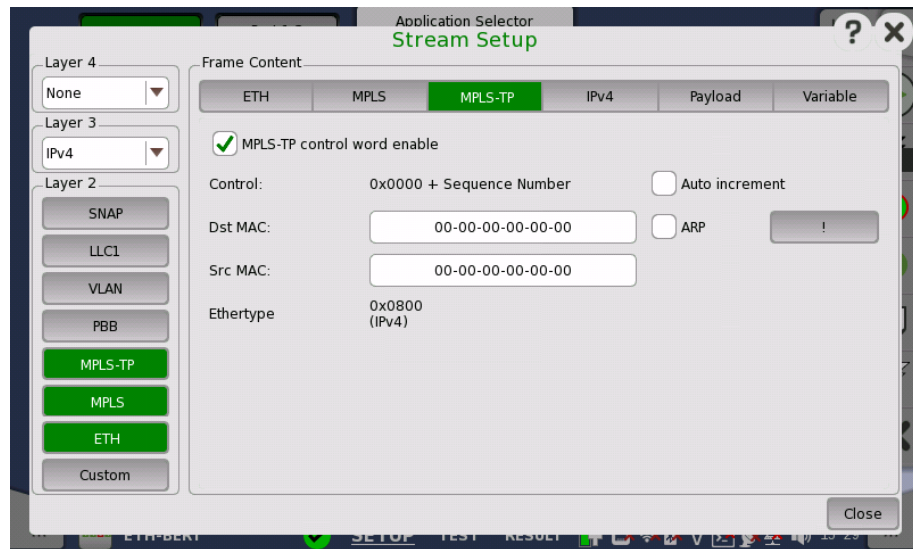 Application Selector
Stream Setup
? X
Layer 4
None
Layer 3
IPv4
Layer 2
SNAP
LLC1
VLAN
PBB
MPLS-TP
MPLS
ETH
Custom
Frame Content
ETH MPLS MPLS-TP IPv4 Payload Variable
MPLS-TP control word enable
Control: 0x0000 + Sequence Number Auto increment
Dst MAC: 00-00-00-00-00-00 ARP !
Src MAC: 00-00-00-00-00-00
Ethertype 0x0800
(IPv4)
Close
ETH-BERT SETUP TEST RESULT